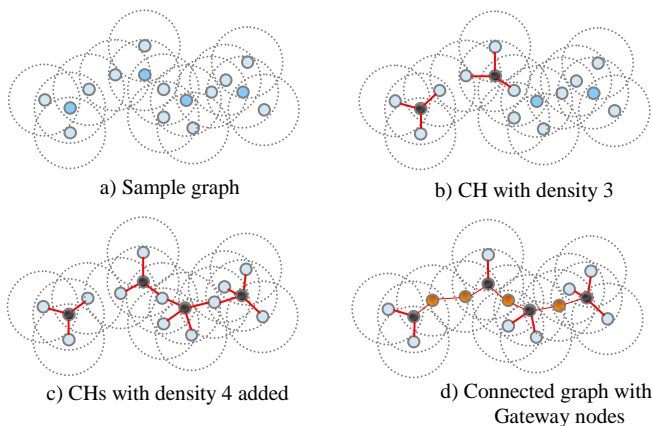 a) Sample graph
b) CH with density 3
c) CHs with density 4 added
d) Connected graph with
Gateway nodes